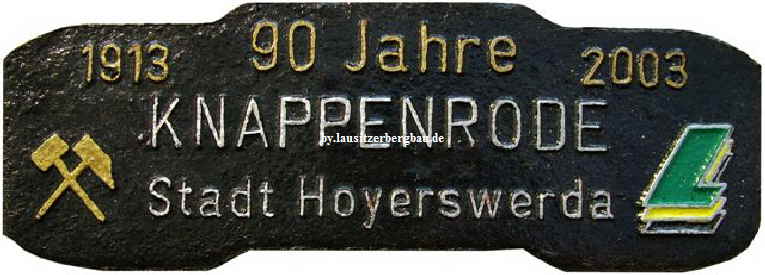 90 Jahre
1913 2003
KNAPPENRODE
by.lausitzerbergbau.de
Stadt Hoyerswerda